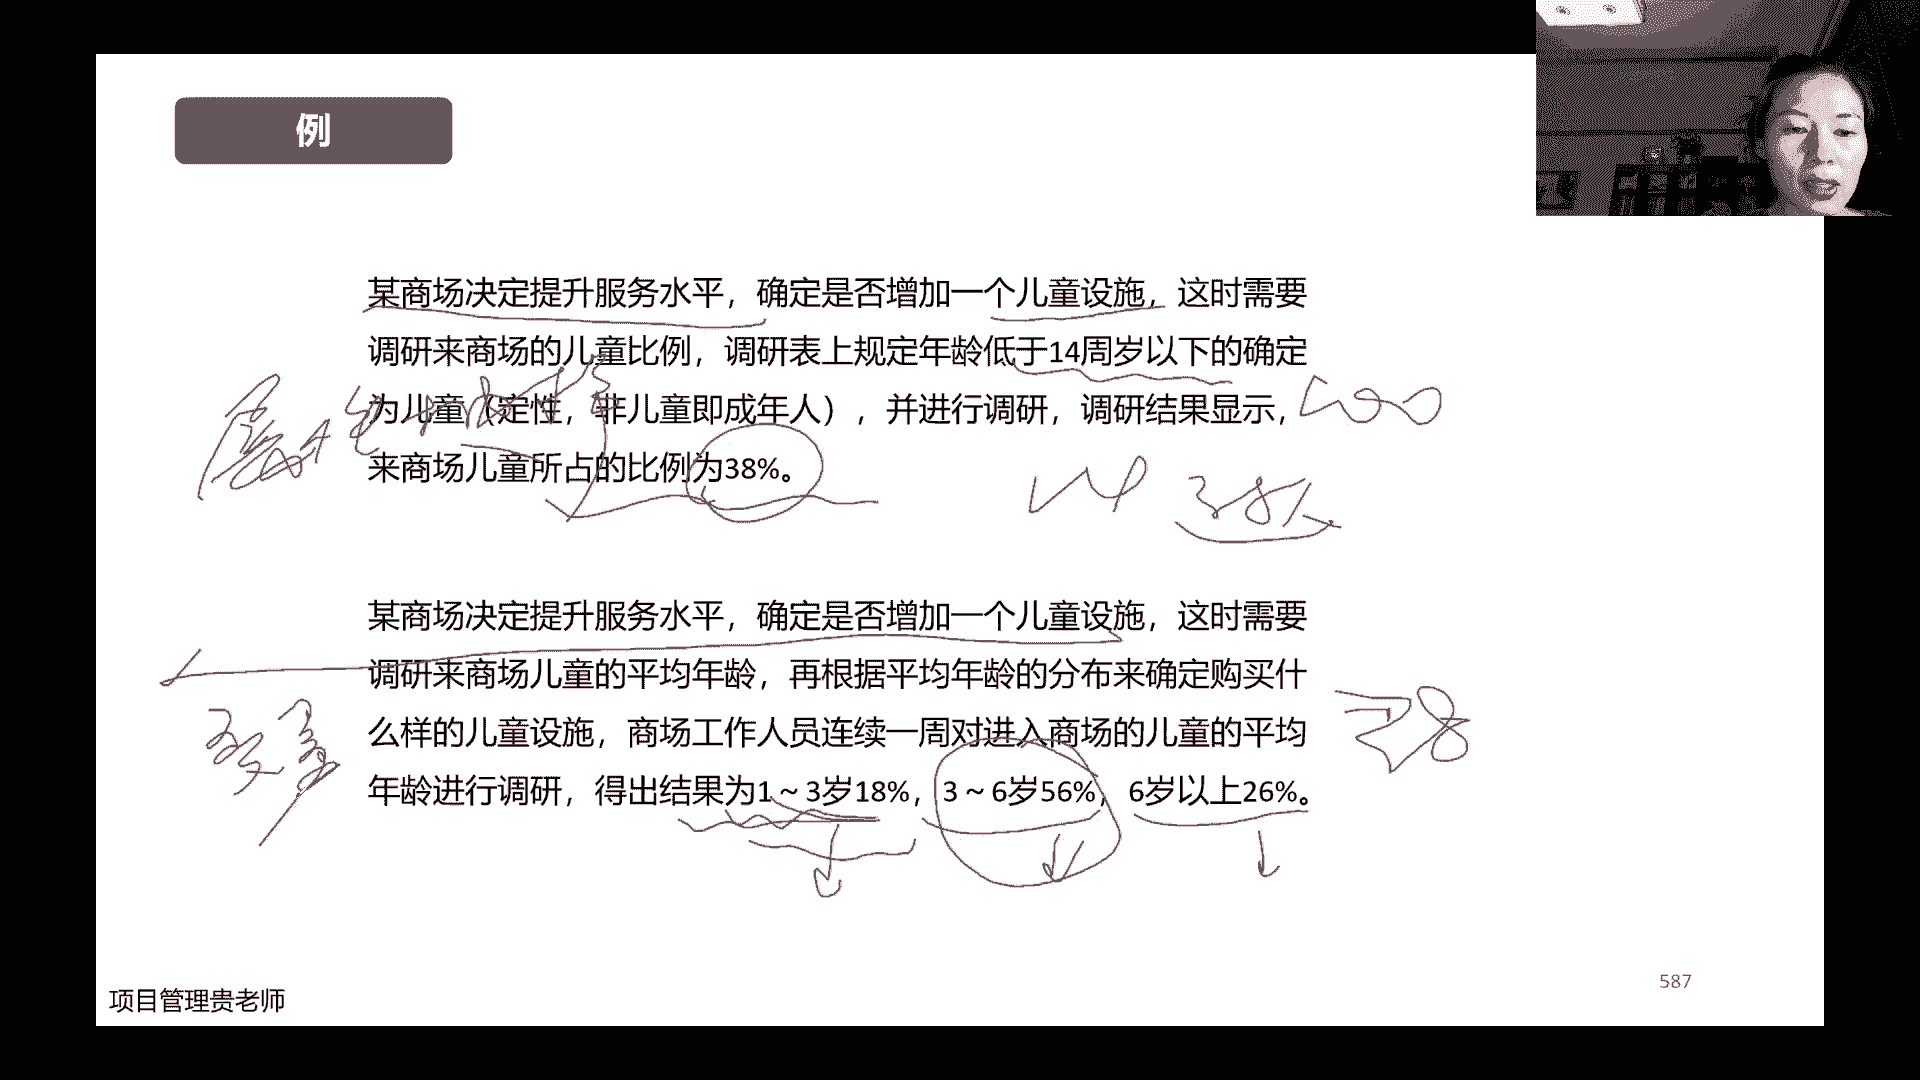 例
某商场决定提升服务水平，确定是否增加一个儿童设施，这时需要
调研来商场的儿童比例，调研表上规定年龄低于14周岁以下的确定
为儿童（定性，非儿童即成年人），并进行调研，调研结果显示，
来商场儿童所占的比例为38%。
某商场决定提升服务水平，确定是否增加一个儿童设施，这时需要
调研来商场儿童的平均年龄，再根据平均年龄的分布来确定购买什
么样的儿童设施，商场工作人员连续一周对进入商场的儿童的平均
年龄进行调研，得出结果为1～3岁18%，3～6岁56%，6岁以上26%。
587
项目管理贵老师